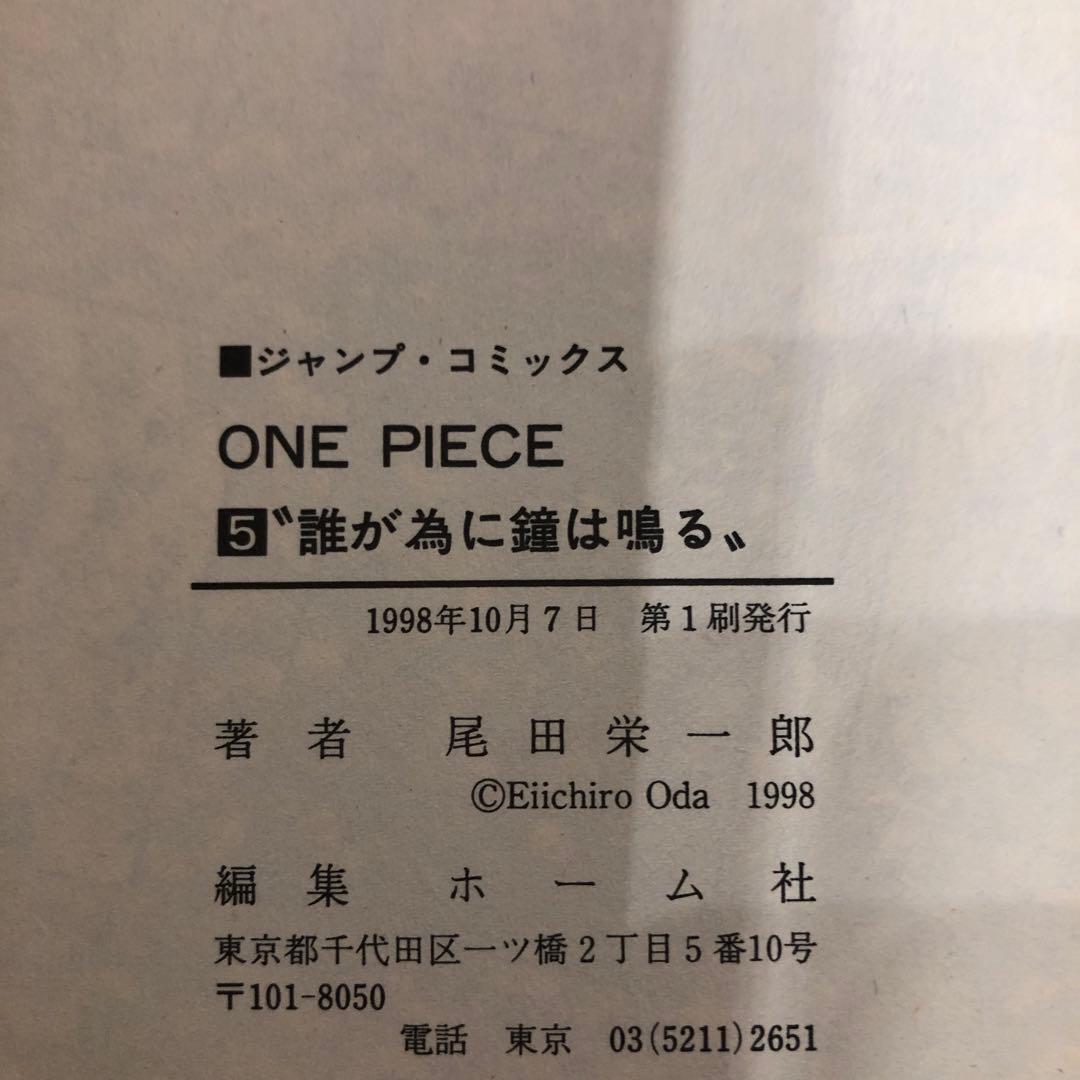 ■ジャンプ・コミックス
ONE PIECE
5〝誰が為に鐘は鳴る〟
1998年10月7日　第1刷発行
著者　尾田栄一郎
©Eiichiro Oda　1998
編集　ホーム社
東京都千代田区一ツ橋2丁目5番10号
〒101-8050
電話　東京　03(5211)2651